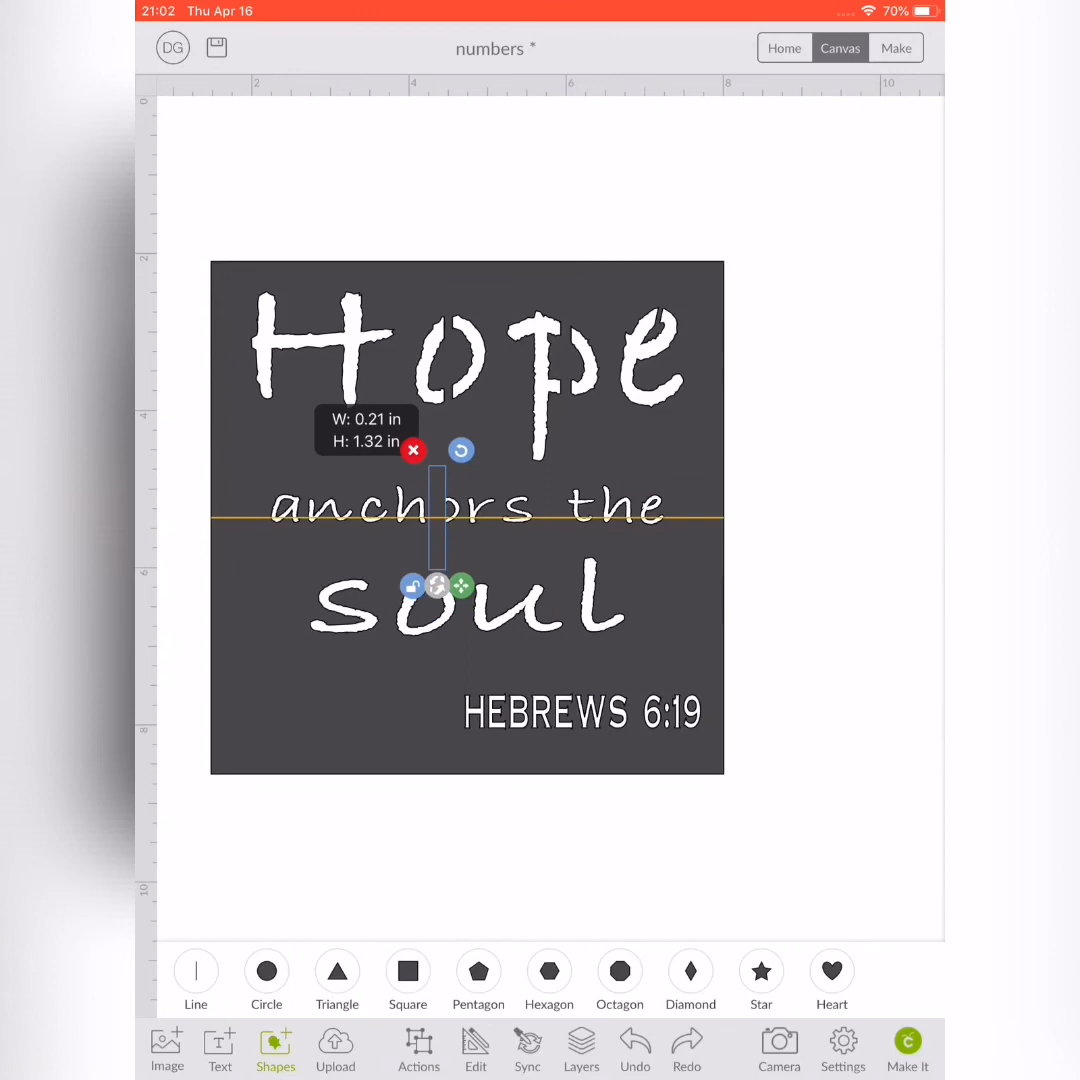 21:02 Thu Apr 16
70%
DG
numbers *
Home Canvas Make
2 4 6 8 10
0
2
4
6
8
10
Hope
W: 0.21 in
H: 1.32 in
anchors the
soul
HEBREWS 6:19
Line Circle Triangle Square Pentagon Hexagon Octagon Diamond Star Heart
Image Text Shapes Upload Actions Edit Sync Layers Undo Redo Camera Settings Make It